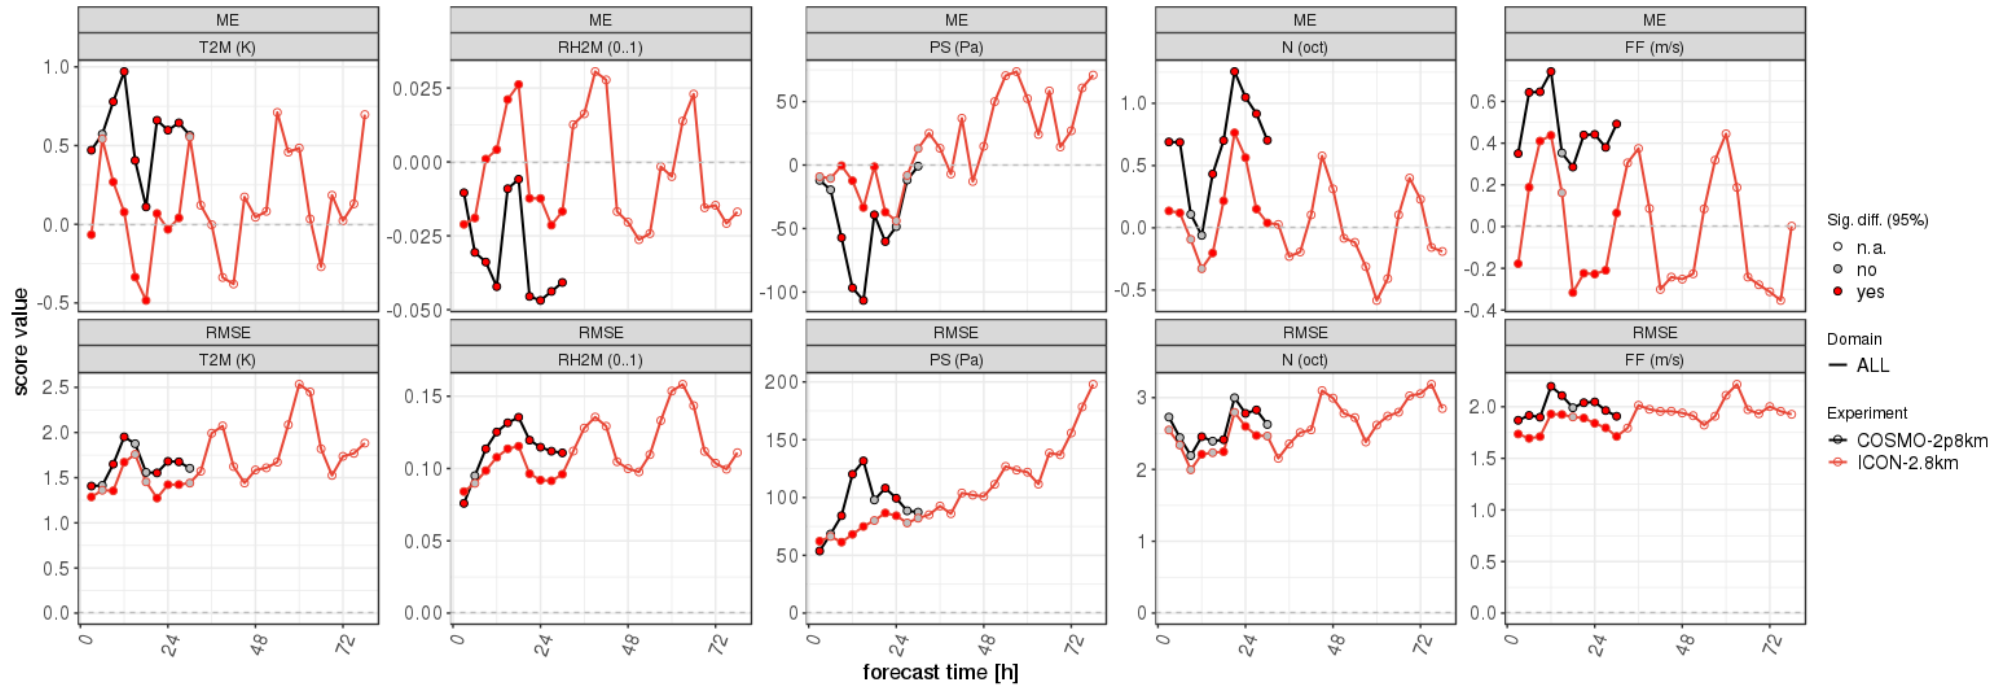 ME
ME
ME
ME
ME
T2M (K)
RH2M (0..1)
PS (Pa)
N (oct)
FF (m/s)
1.0
0.5
0.0
-0.5
0.025
0.000
-0.025
-0.050
50
0
-50
-100
1.0
0.5
0.0
-0.5
0.6
0.4
0.2
0.0
-0.2
-0.4
RMSE
RMSE
RMSE
RMSE
RMSE
T2M (K)
RH2M (0..1)
PS (Pa)
N (oct)
FF (m/s)
2.5
2.0
1.5
1.0
0.5
0.0
0.15
0.10
0.05
0.00
200
150
100
50
0
3
2
1
0
2.0
1.5
1.0
0.5
0.0
0
24
48
72
0
24
48
72
0
24
48
72
0
24
48
72
0
24
48
72
forecast time [h]
score value
Sig. diff. (95%)
n.a.
no
yes
Domain
ALL
Experiment
COSMO-2p8km
ICON-2.8km